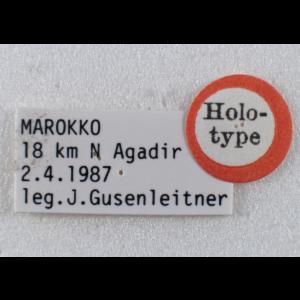 MAROKKO
18 km N Agadir
2.4.1987
leg.J.Gusenleitner
Holo-
type